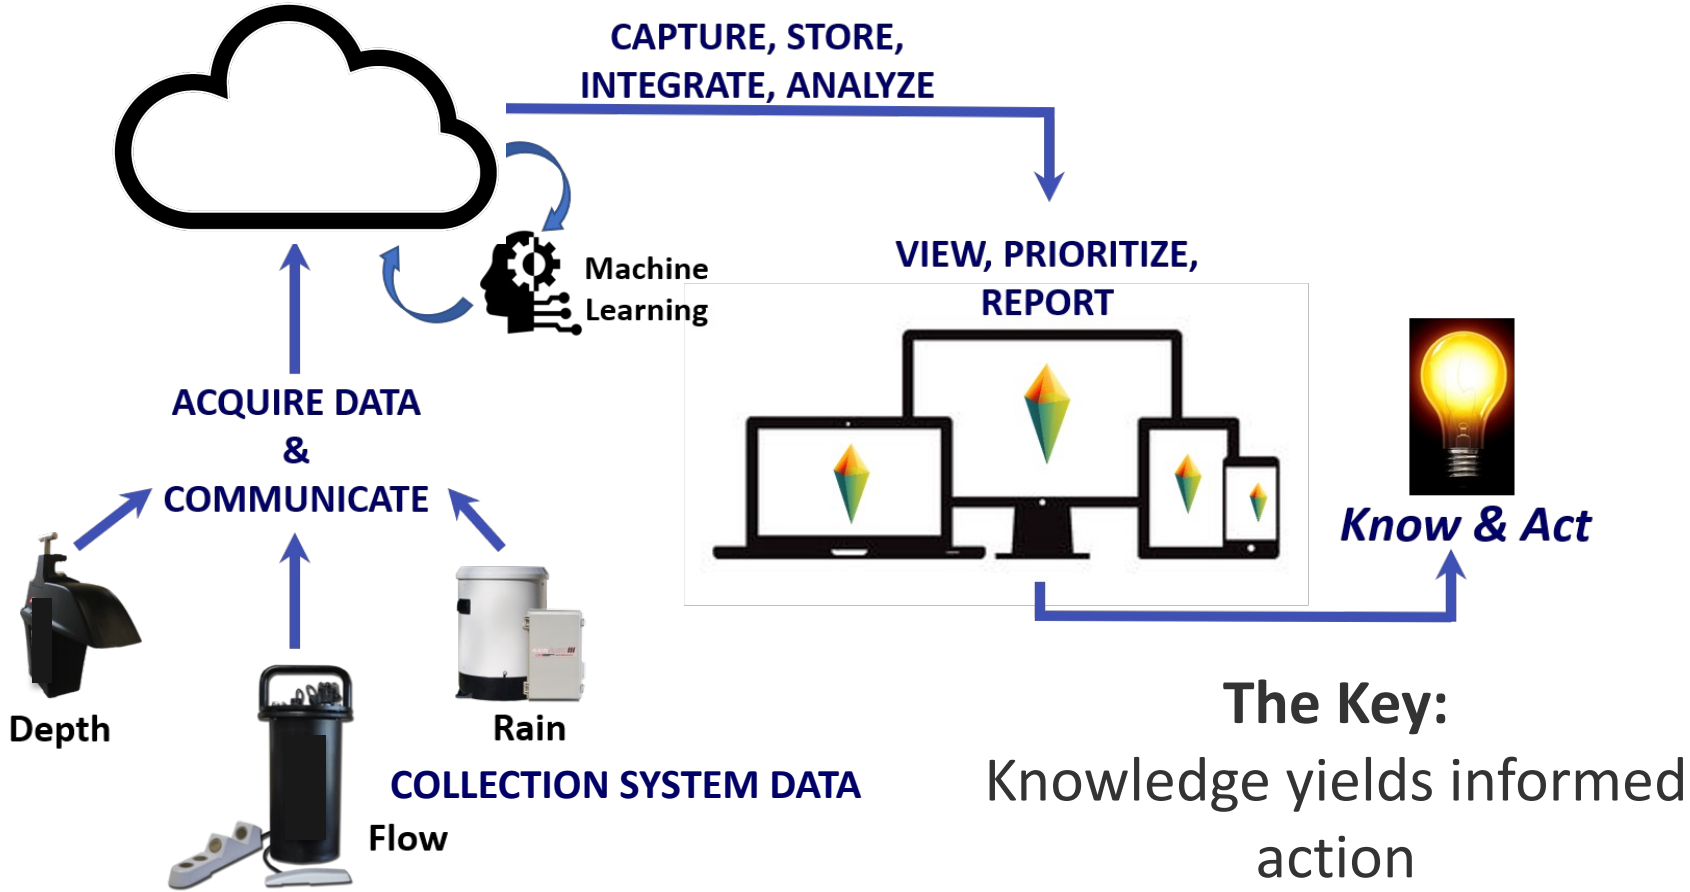 CAPTURE, STORE,
INTEGRATE, ANALYZE
Machine
Learning
VIEW, PRIORITIZE,
REPORT
ACQUIRE DATA
&
COMMUNICATE
Know & Act
Depth
Rain
COLLECTION SYSTEM DATA
Flow
The Key:
Knowledge yields informed
action